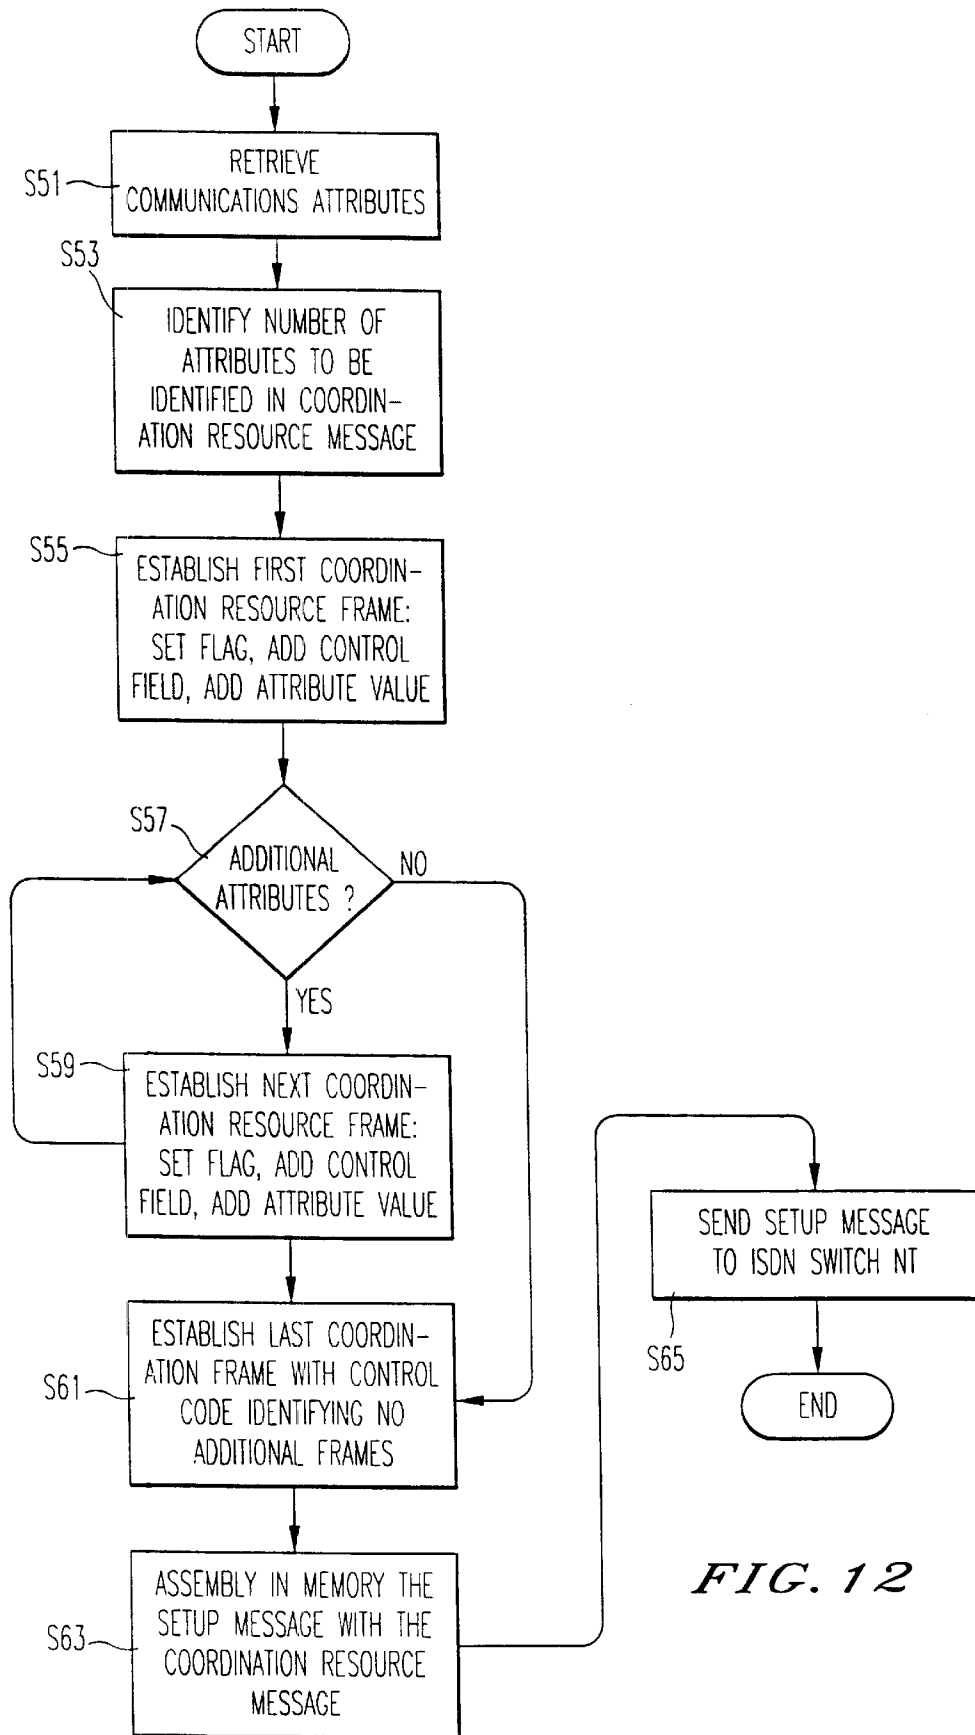 START
S51
RETRIEVE
COMMUNICATIONS ATTRIBUTES
S53
IDENTIFY NUMBER OF
ATTRIBUTES TO BE
IDENTIFIED IN COORDIN-
ATION RESOURCE MESSAGE
S55
ESTABLISH FIRST COORDIN-
ATION RESOURCE FRAME:
SET FLAG, ADD CONTROL
FIELD, ADD ATTRIBUTE VALUE
S57
ADDITIONAL
ATTRIBUTES ?
NO
YES
S59
ESTABLISH NEXT COORDIN-
ATION RESOURCE FRAME:
SET FLAG, ADD CONTROL
FIELD, ADD ATTRIBUTE VALUE
S61
ESTABLISH LAST COORDIN-
ATION FRAME WITH CONTROL
CODE IDENTIFYING NO
ADDITIONAL FRAMES
S63
ASSEMBLY IN MEMORY THE
SETUP MESSAGE WITH THE
COORDINATION RESOURCE
MESSAGE
SEND SETUP MESSAGE
TO ISDN SWITCH NT
S65
END
FIG. 12